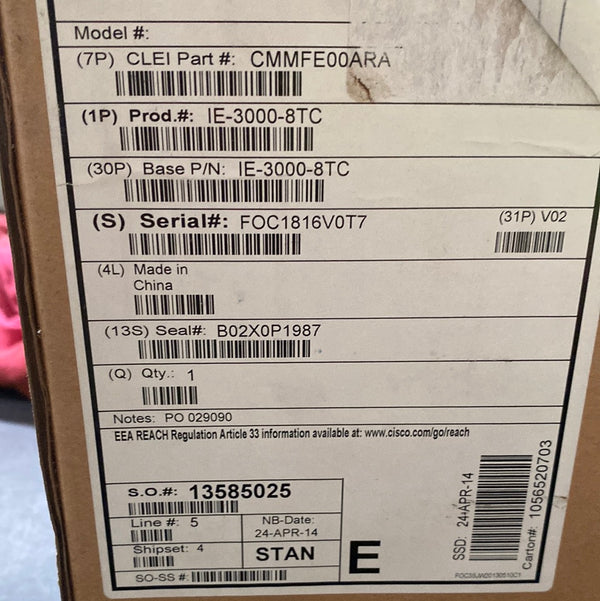 Model #:
(7P) CLEI Part #: CMMFE00ARA
(1P) Prod.#: IE-3000-8TC
(30P) Base P/N: IE-3000-8TC
(S) Serial#: FOC1816V0T7
(31P) V02
(4L) Made in
China
(13S) Seal#: B02X0P1987
(Q) Qty.: 1
Notes: PO 029090
EEA REACH Regulation Article 33 information available at: www.cisco.com/go/reach
S.O.#: 13585025
Line #: 5
NB-Date:
24-APR-14
Shipset: 4
STAN
SO-SS #:
E
SSD: 24-APR-14
Carton#: 1056520703